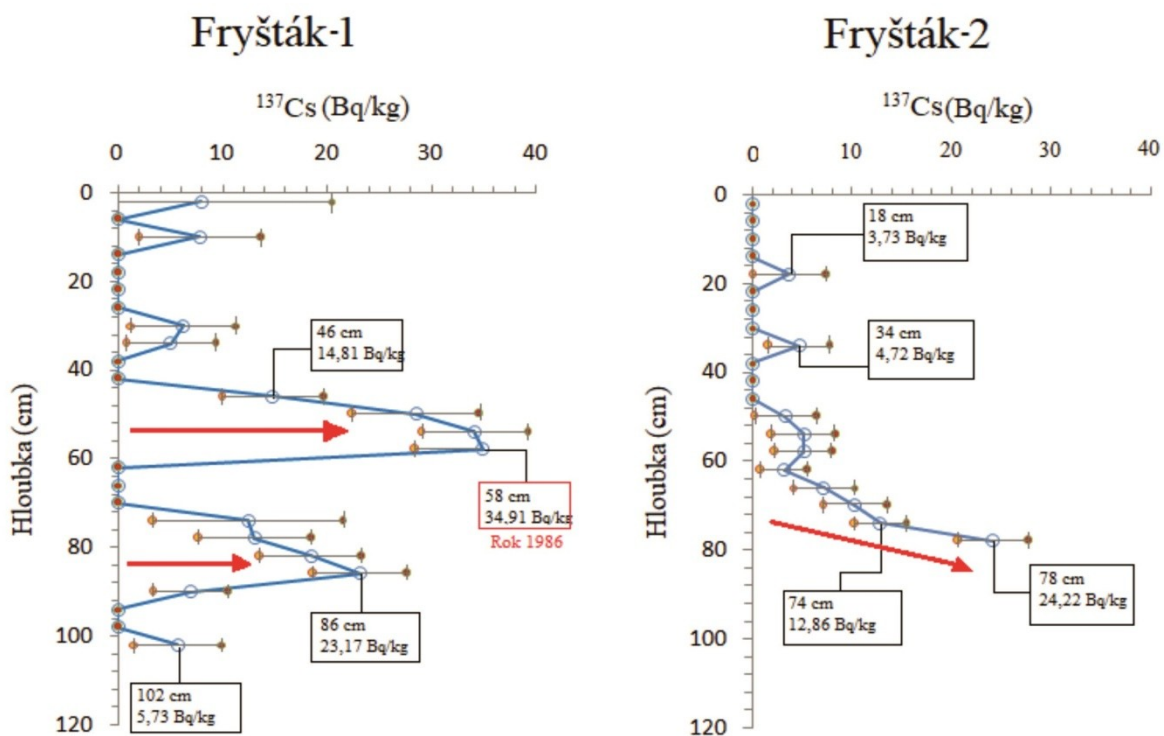 Fryšták-1
¹³⁷Cs (Bq/kg)
0 10 20 30 40
0
20
40
60
80
100
120
Hloubka (cm)
46 cm
14,81 Bq/kg
58 cm
34,91 Bq/kg
Rok 1986
86 cm
23,17 Bq/kg
102 cm
5,73 Bq/kg
Fryšták-2
¹³⁷Cs (Bq/kg)
0 10 20 30 40
0
20
40
60
80
100
120
Hloubka (cm)
18 cm
3,73 Bq/kg
34 cm
4,72 Bq/kg
74 cm
12,86 Bq/kg
78 cm
24,22 Bq/kg